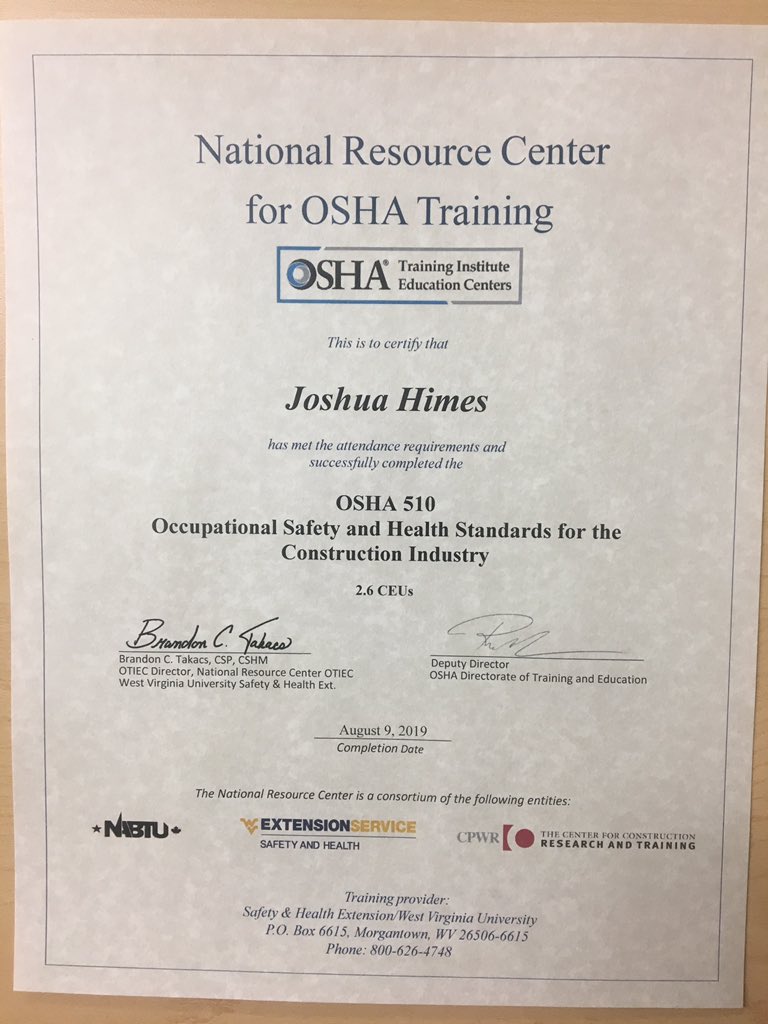 National Resource Center
for OSHA Training
OSHA® Training Institute
Education Centers
This is to certify that
Joshua Himes
has met the attendance requirements and
successfully completed the
OSHA 510
Occupational Safety and Health Standards for the
Construction Industry
2.6 CEUs
Brandon C. Takacs
Brandon C. Takacs, CSP, CSHM
OTIEC Director, National Resource Center OTIEC
West Virginia University Safety & Health Ext.
Deputy Director
OSHA Directorate of Training and Education
August 9, 2019
Completion Date
The National Resource Center is a consortium of the following entities:
NABTU
WV EXTENSIONSERVICE
SAFETY AND HEALTH
CPWR THE CENTER FOR CONSTRUCTION
RESEARCH AND TRAINING
Training provider:
Safety & Health Extension/West Virginia University
P.O. Box 6615, Morgantown, WV 26506-6615
Phone: 800-626-4748